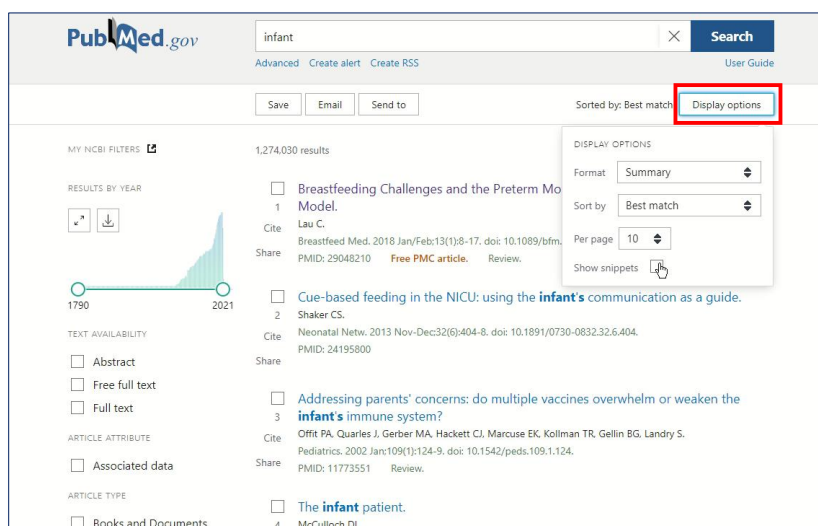 PubMed.gov
infant
Search
Advanced Create alert Create RSS
User Guide
Save
Email
Send to
Sorted by: Best match
Display options
MY NCBI FILTERS
RESULTS BY YEAR
1790
2021
TEXT AVAILABILITY
Abstract
Free full text
Full text
ARTICLE ATTRIBUTE
Associated data
ARTICLE TYPE
Books and Documents
1,274,030 results
DISPLAY OPTIONS
Format Summary
Sort by Best match
Per page 10
Show snippets
1
Cite
Share
Breastfeeding Challenges and the Preterm Mo
Model.
Lau C.
Breastfeed Med. 2018 Jan/Feb;13(1):8-17. doi: 10.1089/bfm.
PMID: 29048210 Free PMC article. Review.
2
Cite
Share
Cue-based feeding in the NICU: using the infant's communication as a guide.
Shaker CS.
Neonatal Netw. 2013 Nov-Dec;32(6):404-8. doi: 10.1891/0730-0832.32.6.404.
PMID: 24195800
3
Cite
Share
Addressing parents' concerns: do multiple vaccines overwhelm or weaken the
infant's immune system?
Offit PA, Quarles J, Gerber MA, Hackett CJ, Marcuse EK, Kollman TR, Gellin BG, Landry S.
Pediatrics. 2002 Jan;109(1):124-9. doi: 10.1542/peds.109.1.124.
PMID: 11773551 Review.
4
The infant patient.
McCulloch DL